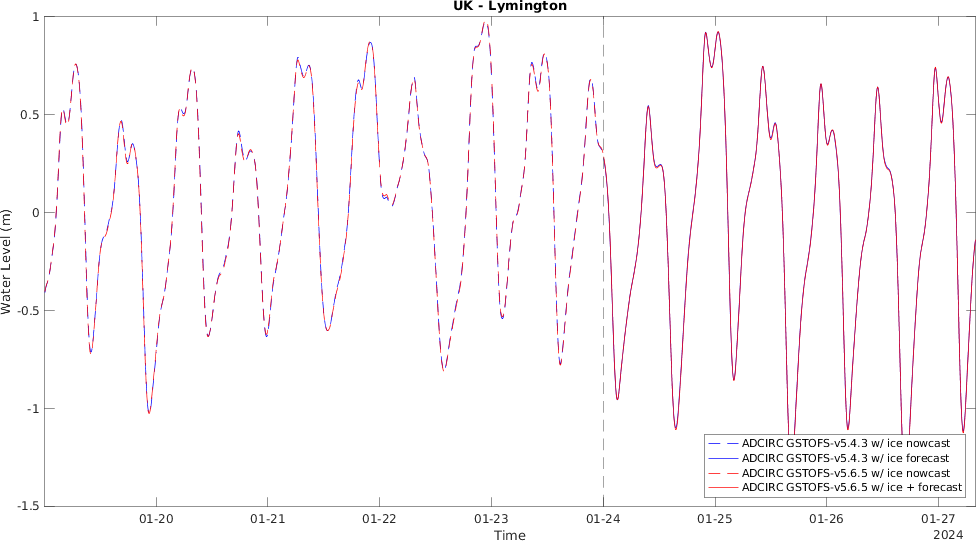 UK - Lymington
1
0.5
0
-0.5
-1
-1.5
Water Level (m)
01-20
01-21
01-22
01-23
01-24
01-25
01-26
01-27
Time
2024
ADCIRC GSTOFS-v5.4.3 w/ ice nowcast
ADCIRC GSTOFS-v5.4.3 w/ ice forecast
ADCIRC GSTOFS-v5.6.5 w/ ice nowcast
ADCIRC GSTOFS-v5.6.5 w/ ice + forecast